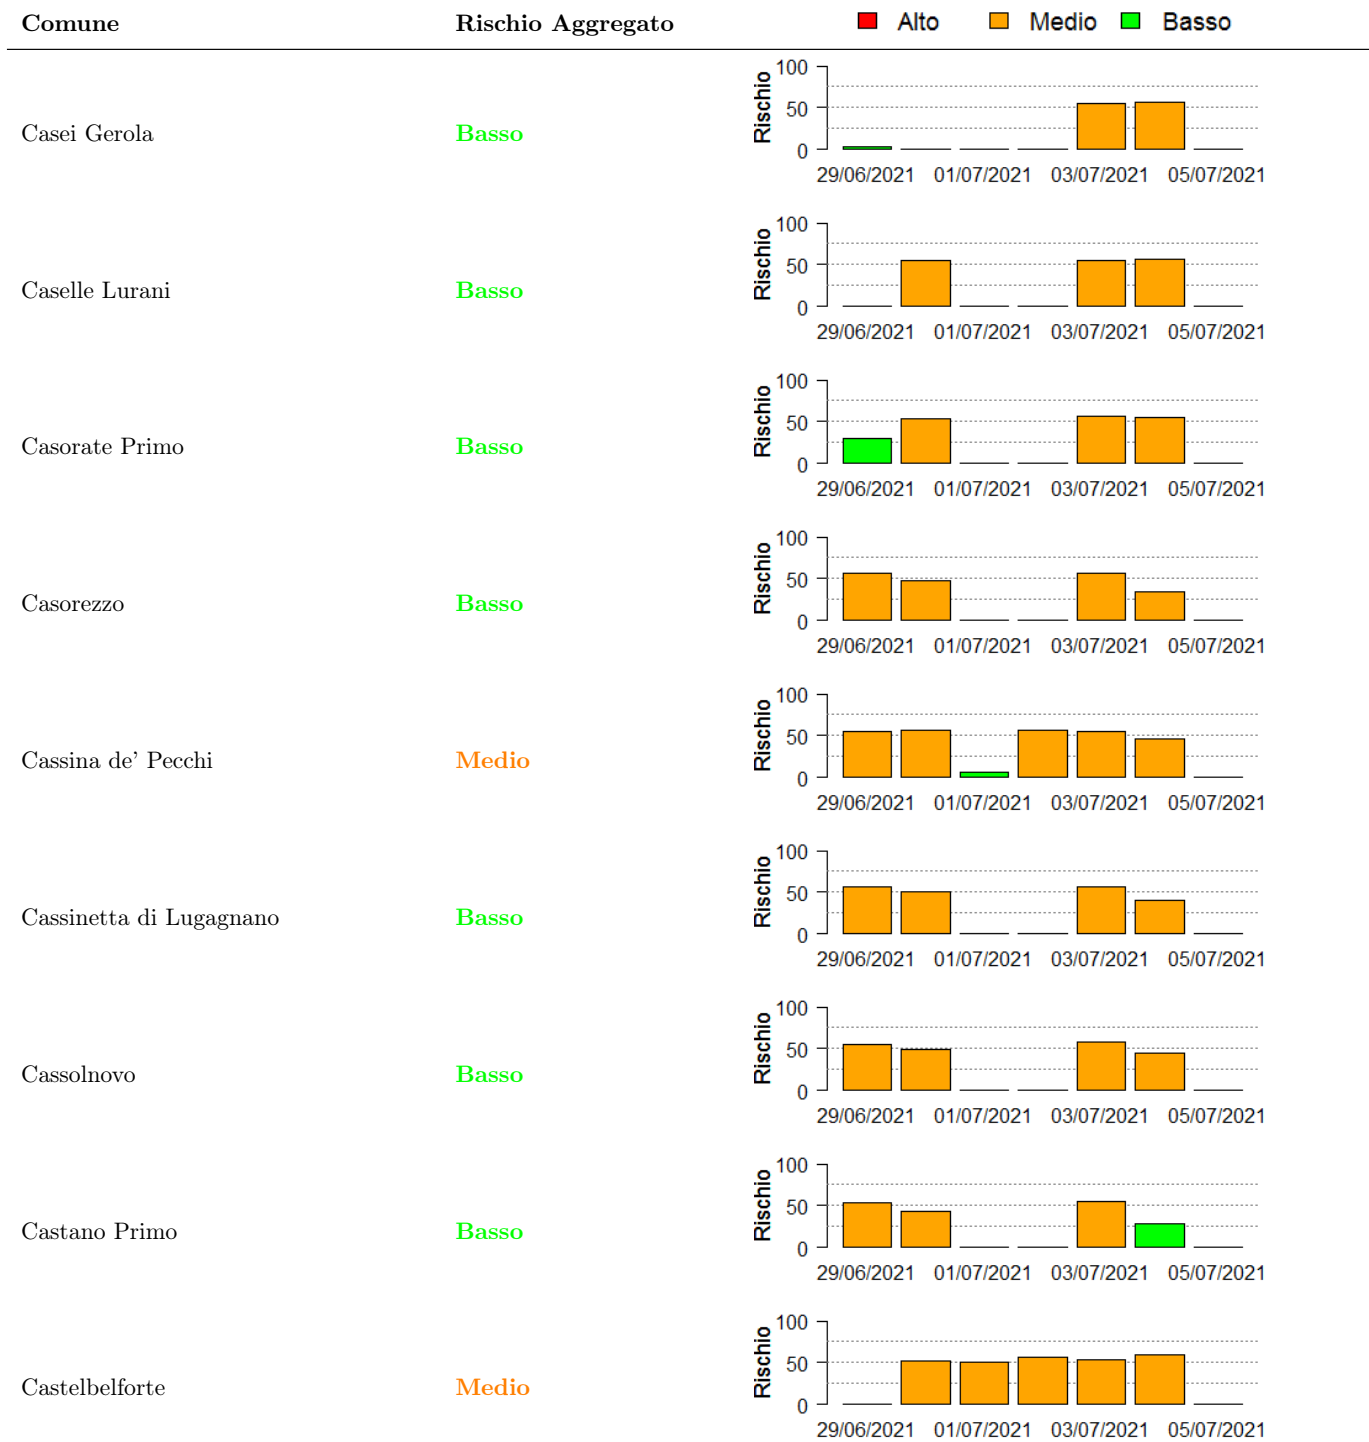 Comune Rischio Aggregato Alto Medio Basso
100
50
0
Rischio
Casei Gerola Basso
29/06/2021 01/07/2021 03/07/2021 05/07/2021
100
50
0
Rischio
Caselle Lurani Basso
29/06/2021 01/07/2021 03/07/2021 05/07/2021
100
50
0
Rischio
Casorate Primo Basso
29/06/2021 01/07/2021 03/07/2021 05/07/2021
100
50
0
Rischio
Casorezzo Basso
29/06/2021 01/07/2021 03/07/2021 05/07/2021
100
50
0
Rischio
Cassina de' Pecchi Medio
29/06/2021 01/07/2021 03/07/2021 05/07/2021
100
50
0
Rischio
Cassinetta di Lugagnano Basso
29/06/2021 01/07/2021 03/07/2021 05/07/2021
100
50
0
Rischio
Cassolnovo Basso
29/06/2021 01/07/2021 03/07/2021 05/07/2021
100
50
0
Rischio
Castano Primo Basso
29/06/2021 01/07/2021 03/07/2021 05/07/2021
100
50
0
Rischio
Castelbelforte Medio
29/06/2021 01/07/2021 03/07/2021 05/07/2021